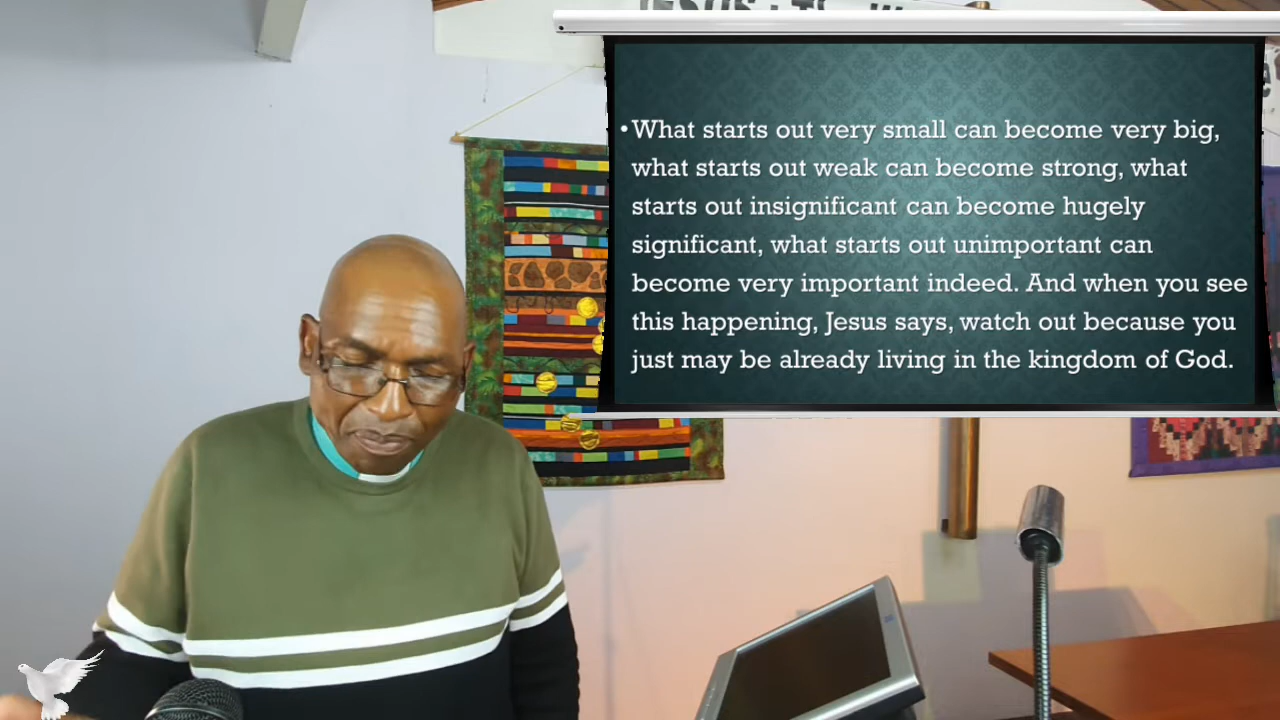 JESUS : The W
• What starts out very small can become very big,
what starts out weak can become strong, what
starts out insignificant can become hugely
significant, what starts out unimportant can
become very important indeed. And when you see
this happening, Jesus says, watch out because you
just may be already living in the kingdom of God.